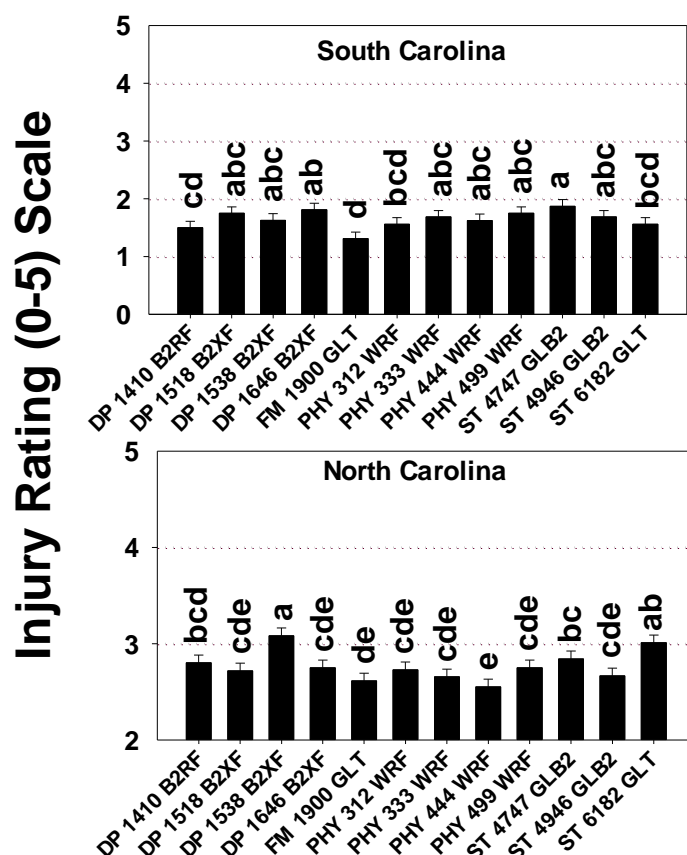 Injury Rating (0-5) Scale
South Carolina
5
4
3
2
1
0
cd
abc
abc
ab
d
bcd
abc
abc
abc
a
abc
bcd
DP 1410 B2RF
DP 1518 B2XF
DP 1538 B2XF
DP 1646 B2XF
FM 1900 GLT
PHY 312 WRF
PHY 333 WRF
PHY 444 WRF
PHY 499 WRF
ST 4747 GLB2
ST 4946 GLB2
ST 6182 GLT
North Carolina
5
4
3
2
bcd
cde
a
cde
de
cde
cde
e
cde
bc
cde
ab
DP 1410 B2RF
DP 1518 B2XF
DP 1538 B2XF
DP 1646 B2XF
FM 1900 GLT
PHY 312 WRF
PHY 333 WRF
PHY 444 WRF
PHY 499 WRF
ST 4747 GLB2
ST 4946 GLB2
ST 6182 GLT